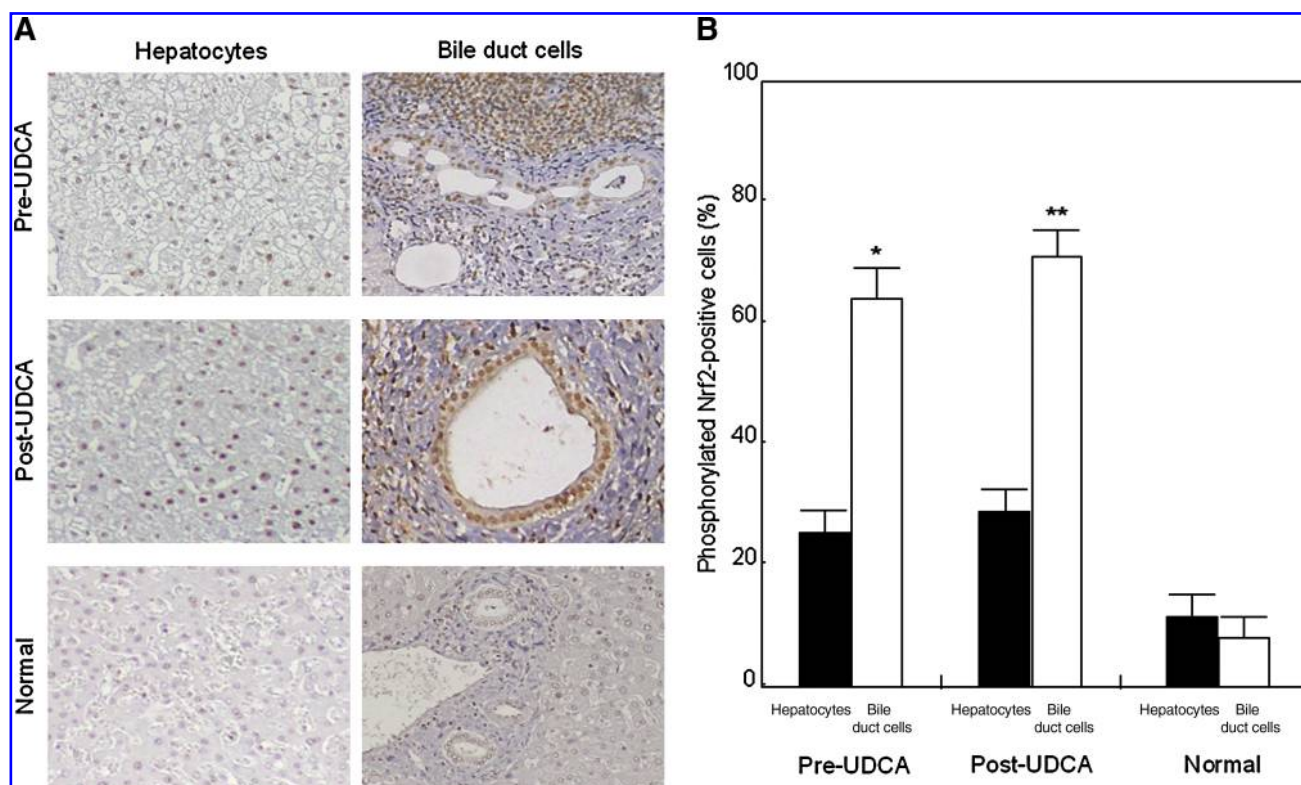 A
Hepatocytes
Bile duct cells
Pre-UDCA
Post-UDCA
Normal
B
Phosphorylated Nrf2-positive cells (%)
100
80
60
40
20
0
*
**
Hepatocytes
Bile
duct cells
Hepatocytes
Bile
duct cells
Hepatocytes
Bile
duct cells
Pre-UDCA
Post-UDCA
Normal